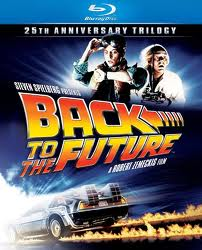 Blu-ray Disc
25TH ANNIVERSARY TRILOGY
STEVEN SPIELBERG PRESENTS
BACK
TO THE
FUTURE
A ROBERT ZEMECKIS FILM